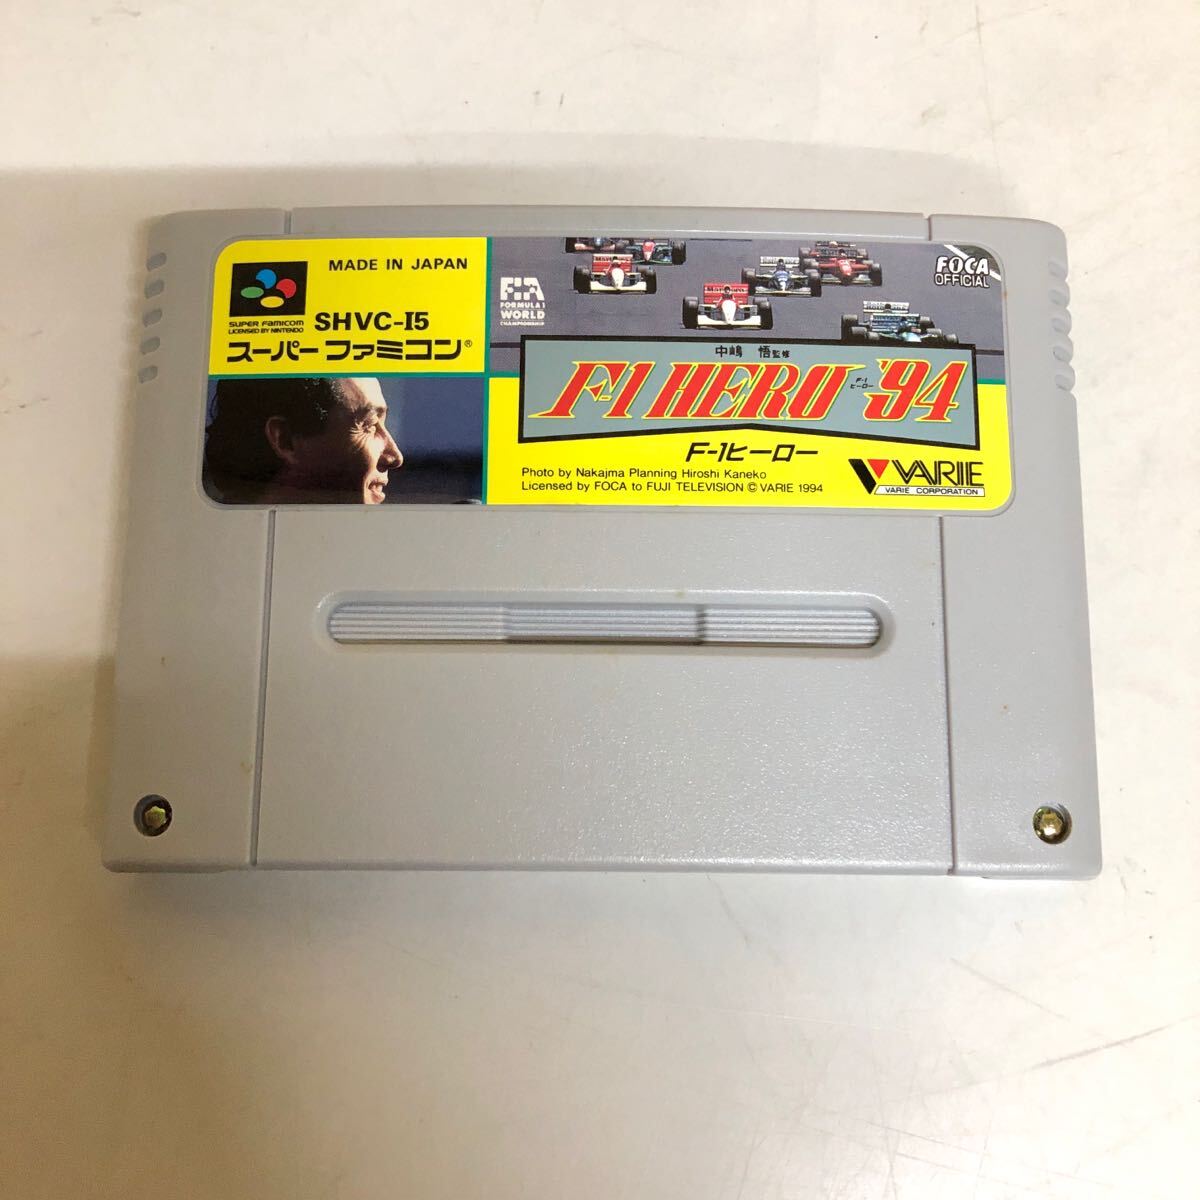 MADE IN JAPAN
SUPER FAMICOM
LICENSED BY NINTENDO
SHVC-I5
スーパーファミコン®
FIA
FORMULA 1
WORLD
CHAMPIONSHIP
FOCA
OFFICIAL
中嶋 悟監修
F-1 HERO '94
F-1
ヒーロー
F-1ヒーロー
Photo by Nakajma Planning Hiroshi Kaneko
Licensed by FOCA to FUJI TELEVISION © VARIE 1994
VARIE
VARIE CORPORATION
Marlboro